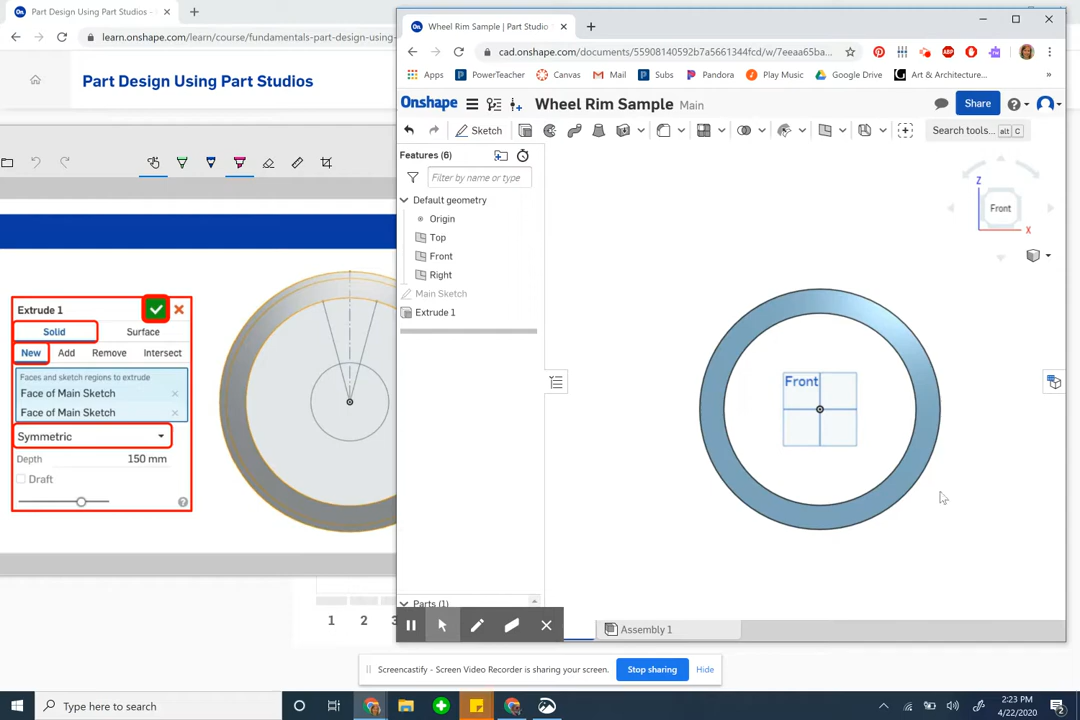 Part Design Using Part Studios -
learn.onshape.com/learn/course/fundamentals-part-design-using-
Part Design Using Part Studios
Extrude 1
Solid Surface
New Add Remove Intersect
Faces and sketch regions to extrude
Face of Main Sketch
Face of Main Sketch
Symmetric
Depth 150 mm
Draft
1 2 3
Wheel Rim Sample | Part Studio
cad.onshape.com/documents/55908140592b7a5661344fcd/w/7eeaa65ba...
Apps PowerTeacher Canvas Mail Subs Pandora Play Music Google Drive Art & Architecture... »
Onshape Wheel Rim Sample Main Share
Sketch Search tools... alt C
Features (6)
Filter by name or type
Default geometry
Origin
Top
Front
Right
Main Sketch
Extrude 1
Parts (1)
Z
Front
X
Front
Assembly 1
Screencastify - Screen Video Recorder is sharing your screen. Stop sharing Hide
Type here to search
2:23 PM
4/22/2020
2